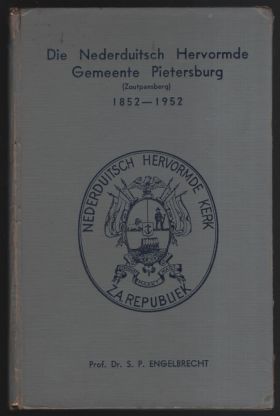 Die Nederduitsch Hervormde
Gemeente Pietersburg
(Zoutpansberg)
1852—1952
NEDERDUITSCH HERVORMDE KERK
Z.A. REPUBLIEK
Prof. Dr. S. P. ENGELBRECHT